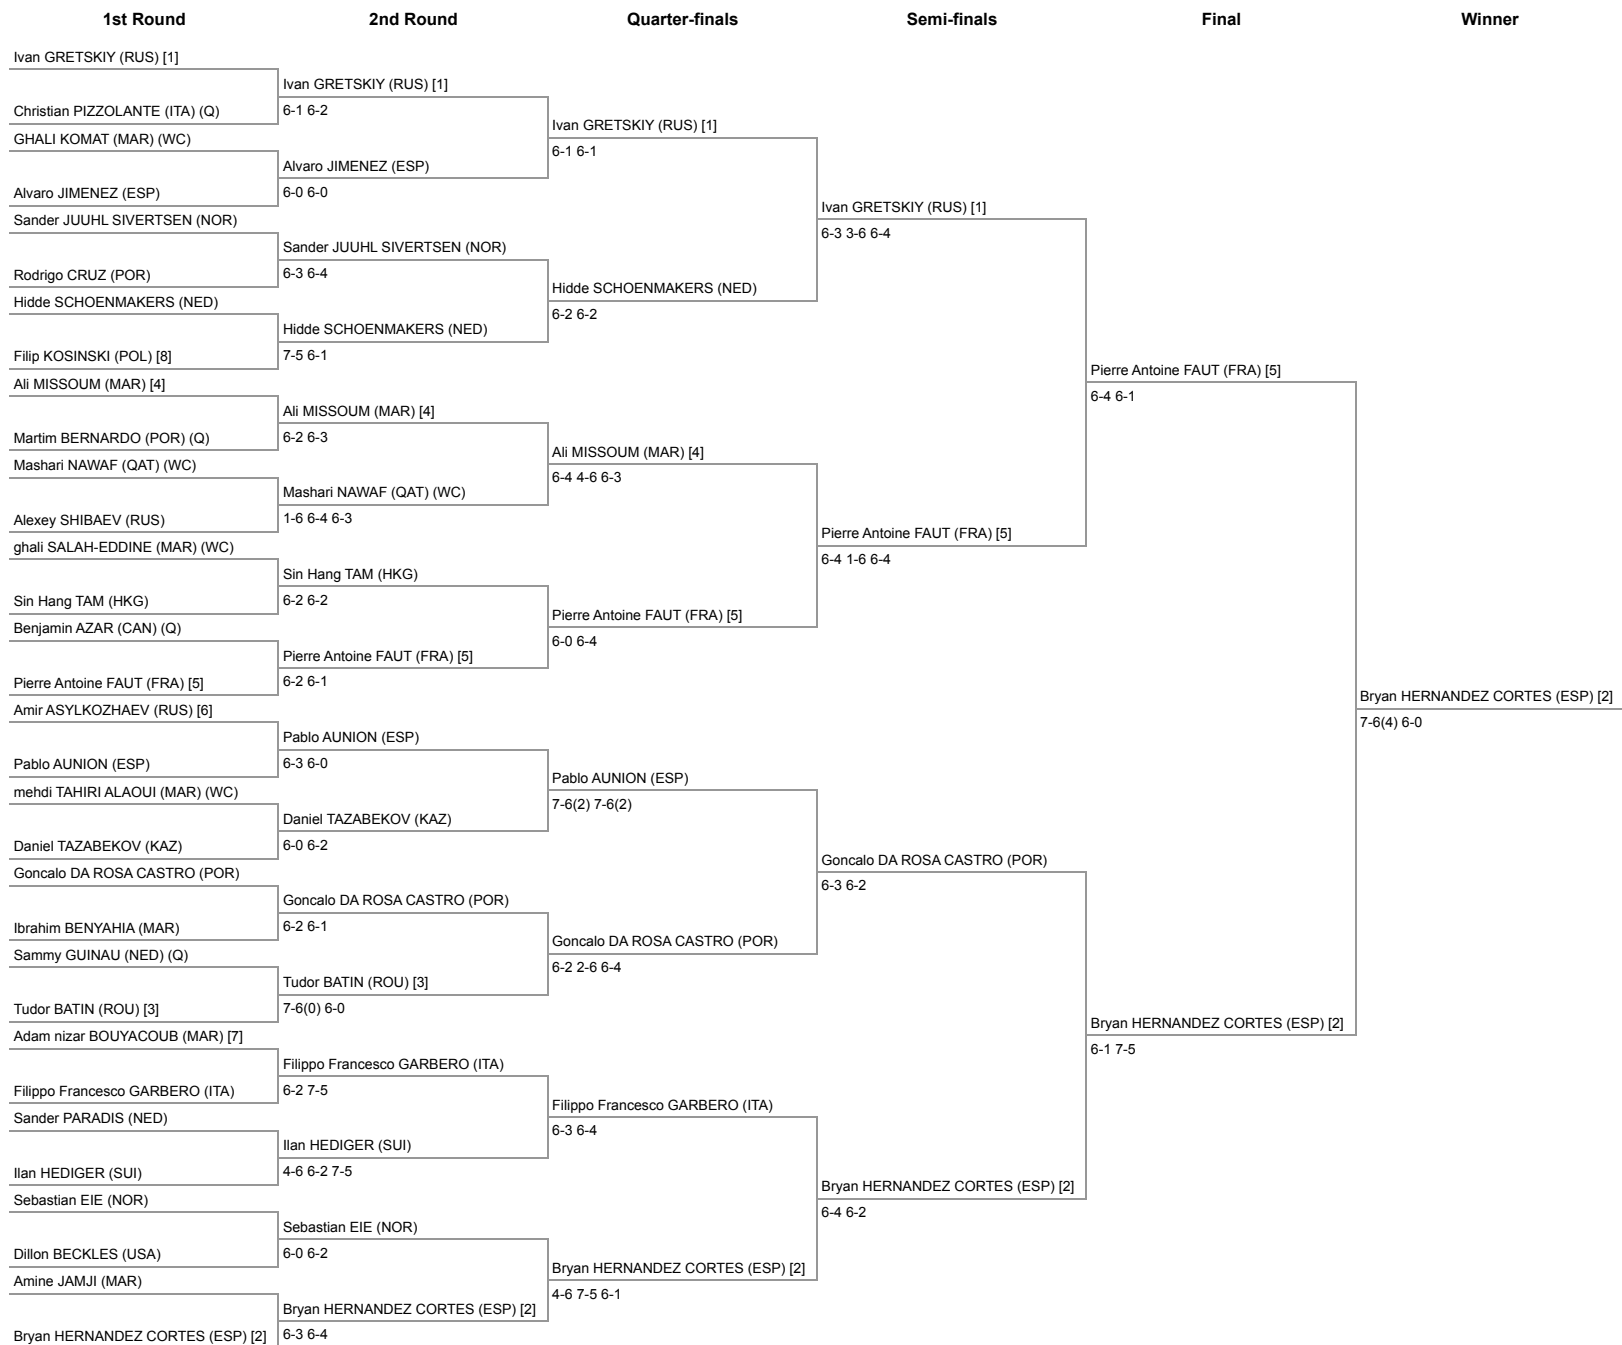 1st Round
2nd Round
Quarter-finals
Semi-finals
Final
Winner
Ivan GRETSKIY (RUS) [1]
Christian PIZZOLANTE (ITA) (Q)
GHALI KOMAT (MAR) (WC)
Alvaro JIMENEZ (ESP)
Sander JUUHL SIVERTSEN (NOR)
Rodrigo CRUZ (POR)
Hidde SCHOENMAKERS (NED)
Filip KOSINSKI (POL) [8]
Ali MISSOUM (MAR) [4]
Martim BERNARDO (POR) (Q)
Mashari NAWAF (QAT) (WC)
Alexey SHIBAEV (RUS)
ghali SALAH-EDDINE (MAR) (WC)
Sin Hang TAM (HKG)
Benjamin AZAR (CAN) (Q)
Pierre Antoine FAUT (FRA) [5]
Amir ASYLKOZHAEV (RUS) [6]
Pablo AUNION (ESP)
mehdi TAHIRI ALAOUI (MAR) (WC)
Daniel TAZABEKOV (KAZ)
Goncalo DA ROSA CASTRO (POR)
Ibrahim BENYAHIA (MAR)
Sammy GUINAU (NED) (Q)
Tudor BATIN (ROU) [3]
Adam nizar BOUYACOUB (MAR) [7]
Filippo Francesco GARBERO (ITA)
Sander PARADIS (NED)
Ilan HEDIGER (SUI)
Sebastian EIE (NOR)
Dillon BECKLES (USA)
Amine JAMJI (MAR)
Bryan HERNANDEZ CORTES (ESP) [2]
Ivan GRETSKIY (RUS) [1]
6-1 6-2
Alvaro JIMENEZ (ESP)
6-0 6-0
Sander JUUHL SIVERTSEN (NOR)
6-3 6-4
Hidde SCHOENMAKERS (NED)
7-5 6-1
Ali MISSOUM (MAR) [4]
6-2 6-3
Mashari NAWAF (QAT) (WC)
1-6 6-4 6-3
Sin Hang TAM (HKG)
6-2 6-2
Pierre Antoine FAUT (FRA) [5]
6-2 6-1
Pablo AUNION (ESP)
6-3 6-0
Daniel TAZABEKOV (KAZ)
6-0 6-2
Goncalo DA ROSA CASTRO (POR)
6-2 6-1
Tudor BATIN (ROU) [3]
7-6(0) 6-0
Filippo Francesco GARBERO (ITA)
6-2 7-5
Ilan HEDIGER (SUI)
4-6 6-2 7-5
Sebastian EIE (NOR)
6-0 6-2
Bryan HERNANDEZ CORTES (ESP) [2]
6-3 6-4
Ivan GRETSKIY (RUS) [1]
6-1 6-1
Hidde SCHOENMAKERS (NED)
6-2 6-2
Ali MISSOUM (MAR) [4]
6-4 4-6 6-3
Pierre Antoine FAUT (FRA) [5]
6-0 6-4
Pablo AUNION (ESP)
7-6(2) 7-6(2)
Goncalo DA ROSA CASTRO (POR)
6-2 2-6 6-4
Filippo Francesco GARBERO (ITA)
6-3 6-4
Bryan HERNANDEZ CORTES (ESP) [2]
4-6 7-5 6-1
Ivan GRETSKIY (RUS) [1]
6-3 3-6 6-4
Pierre Antoine FAUT (FRA) [5]
6-4 1-6 6-4
Goncalo DA ROSA CASTRO (POR)
6-3 6-2
Bryan HERNANDEZ CORTES (ESP) [2]
6-4 6-2
Pierre Antoine FAUT (FRA) [5]
6-4 6-1
Bryan HERNANDEZ CORTES (ESP) [2]
6-1 7-5
Bryan HERNANDEZ CORTES (ESP) [2]
7-6(4) 6-0